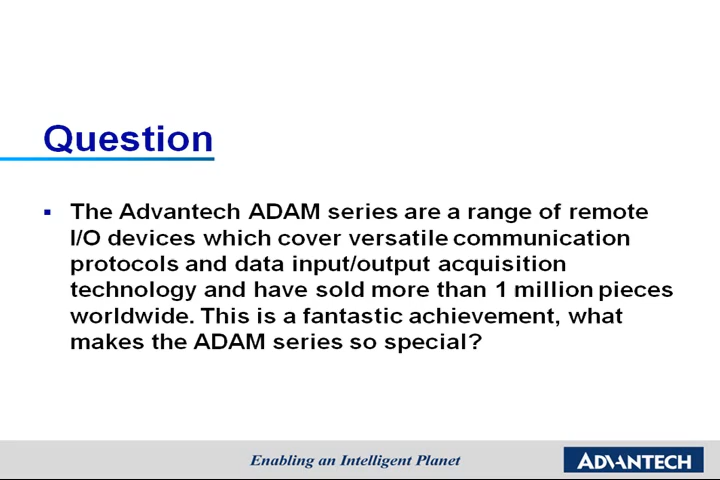 Question
▪ The Advantech ADAM series are a range of remote
I/O devices which cover versatile communication
protocols and data input/output acquisition
technology and have sold more than 1 million pieces
worldwide. This is a fantastic achievement, what
makes the ADAM series so special?
Enabling an Intelligent Planet
ADVANTECH